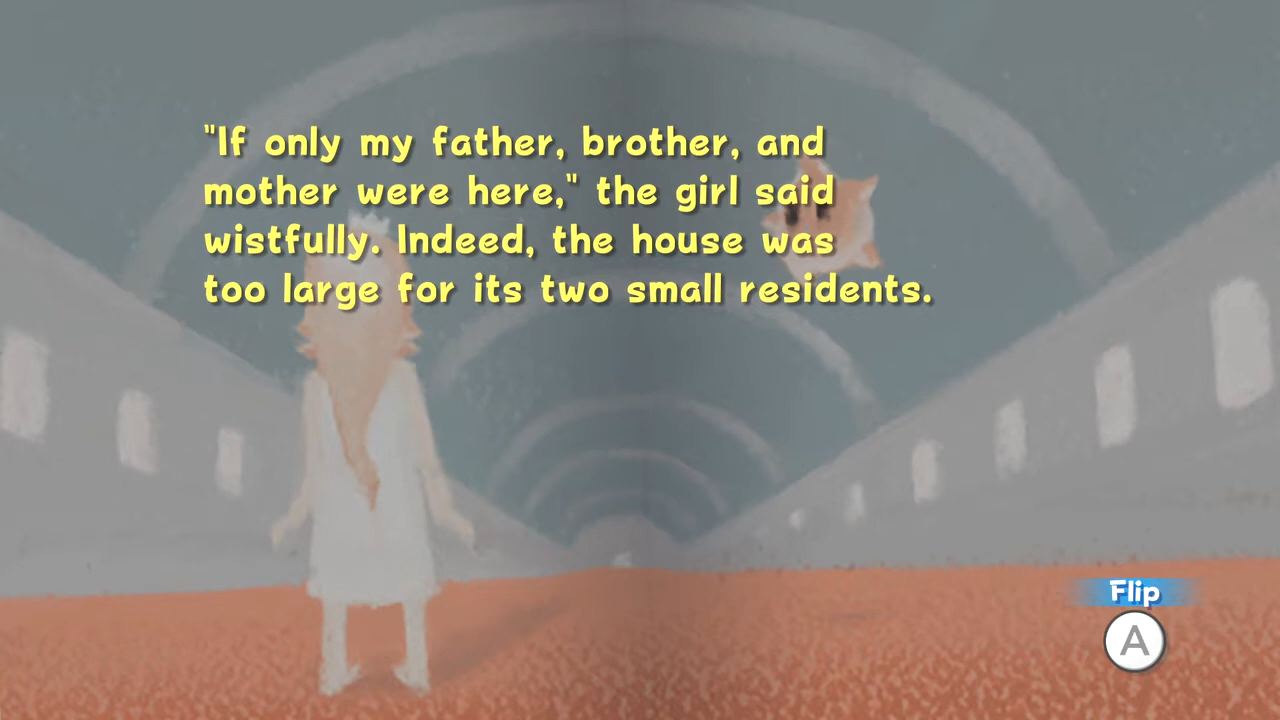 "If only my father, brother, and
mother were here," the girl said
wistfully. Indeed, the house was
too large for its two small residents.
Flip
A